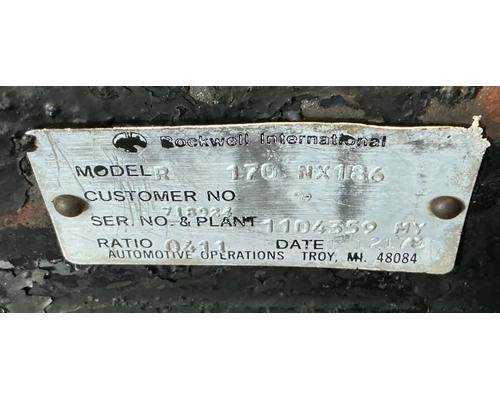 Rockwell International
MODEL R 170 NX186
CUSTOMER NO.
SER. NO. & PLANT 1104359 MY
RATIO 0411 DATE
AUTOMOTIVE OPERATIONS TROY, MI. 48084